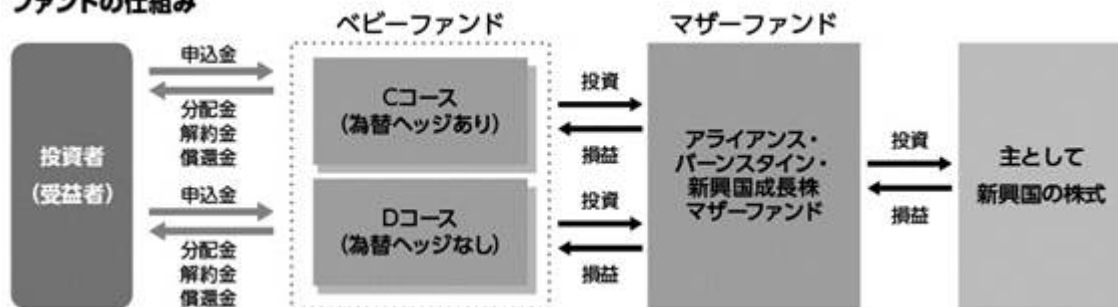 ファンドの仕組み
ベビーファンド
マザーファンド
投資者
(受益者)
申込金
分配金
解約金
償還金
申込金
分配金
解約金
償還金
Cコース
(為替ヘッジあり)
Dコース
(為替ヘッジなし)
投資
損益
投資
損益
アライアンス・
バーンスタイン・
新興国成長株
マザーファンド
投資
損益
主として
新興国の株式